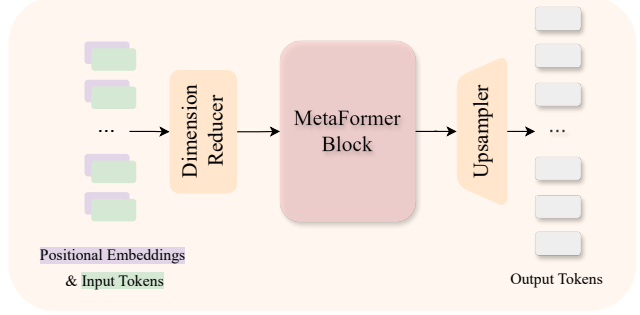 ...
Dimension
Reducer
MetaFormer
Block
Upsampler
...
Positional Embeddings
& Input Tokens
Output Tokens